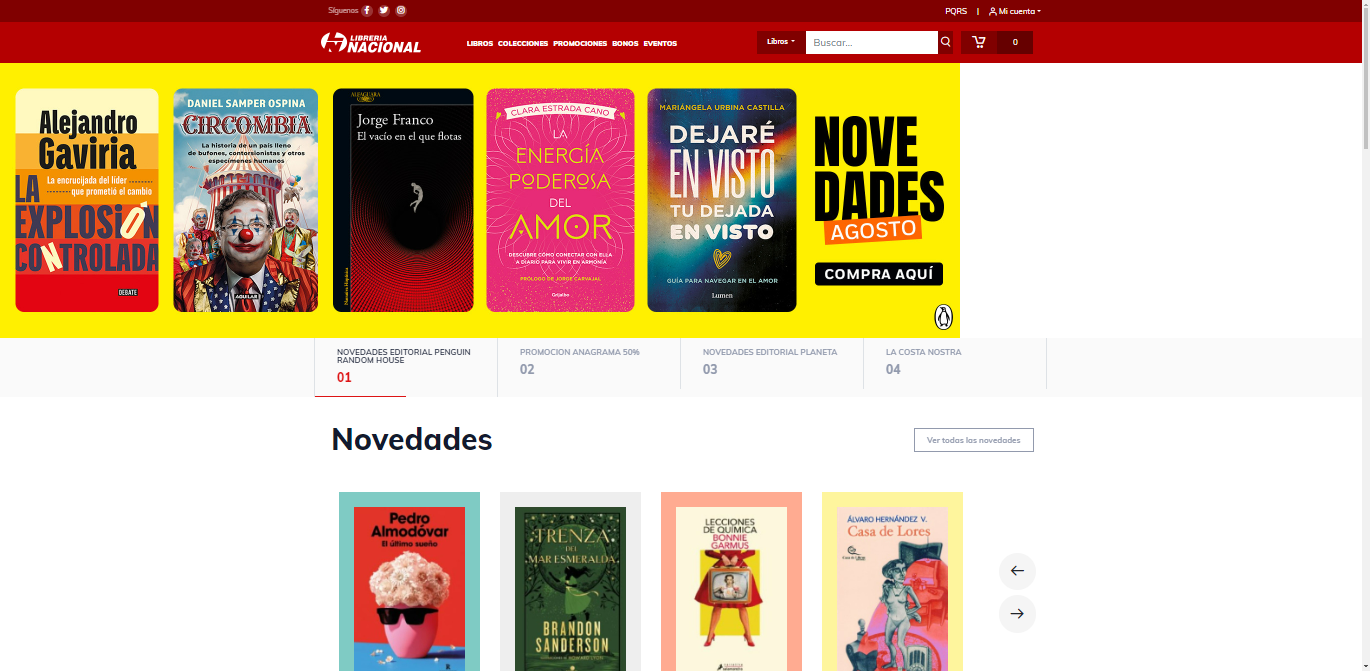 Síguenos
PQRS
Mi cuenta
LIBRERIA
NACIONAL
LIBROS COLECCIONES PROMOCIONES BONOS EVENTOS
Libros
Buscar...
0
Alejandro
Gaviria
La encrucijada del líder
que prometió el cambio
LA
EXPLOSIÓN
CONTROLADA
DEBATE
DANIEL SAMPER OSPINA
CIRCOMBIA
La historia de un país lleno
de bufones, contorsionistas y otros
especímenes humanos
AGUILAR
ALFAGUARA
Jorge Franco
El vacío en el que flotas
Narrativa Hispánica
CLARA ESTRADA CANO
LA
ENERGÍA
PODEROSA
DEL
AMOR
DESCUBRE CÓMO CONECTAR CON ELLA
A DIARIO PARA VIVIR EN ARMONÍA
PRÓLOGO DE JORGE CARVAJAL
Grijalbo
MARIÁNGELA URBINA CASTILLA
DEJARÉ
EN VISTO
TU DEJADA
EN VISTO
GUÍA PARA NAVEGAR EN EL AMOR
Lumen
NOVE
DADES
AGOSTO
COMPRA AQUÍ
NOVEDADES EDITORIAL PENGUIN
RANDOM HOUSE
01
PROMOCION ANAGRAMA 50%
02
NOVEDADES EDITORIAL PLANETA
03
LA COSTA NOSTRA
04
Novedades
Ver todas las novedades
Pedro
Almodóvar
El último sueño
TRENZA
DEL
MAR ESMERALDA
BRANDON
SANDERSON
LECCIONES
DE QUÍMICA
BONNIE
GARMUS
ÁLVARO HERNÁNDEZ V.
Casa de Lores